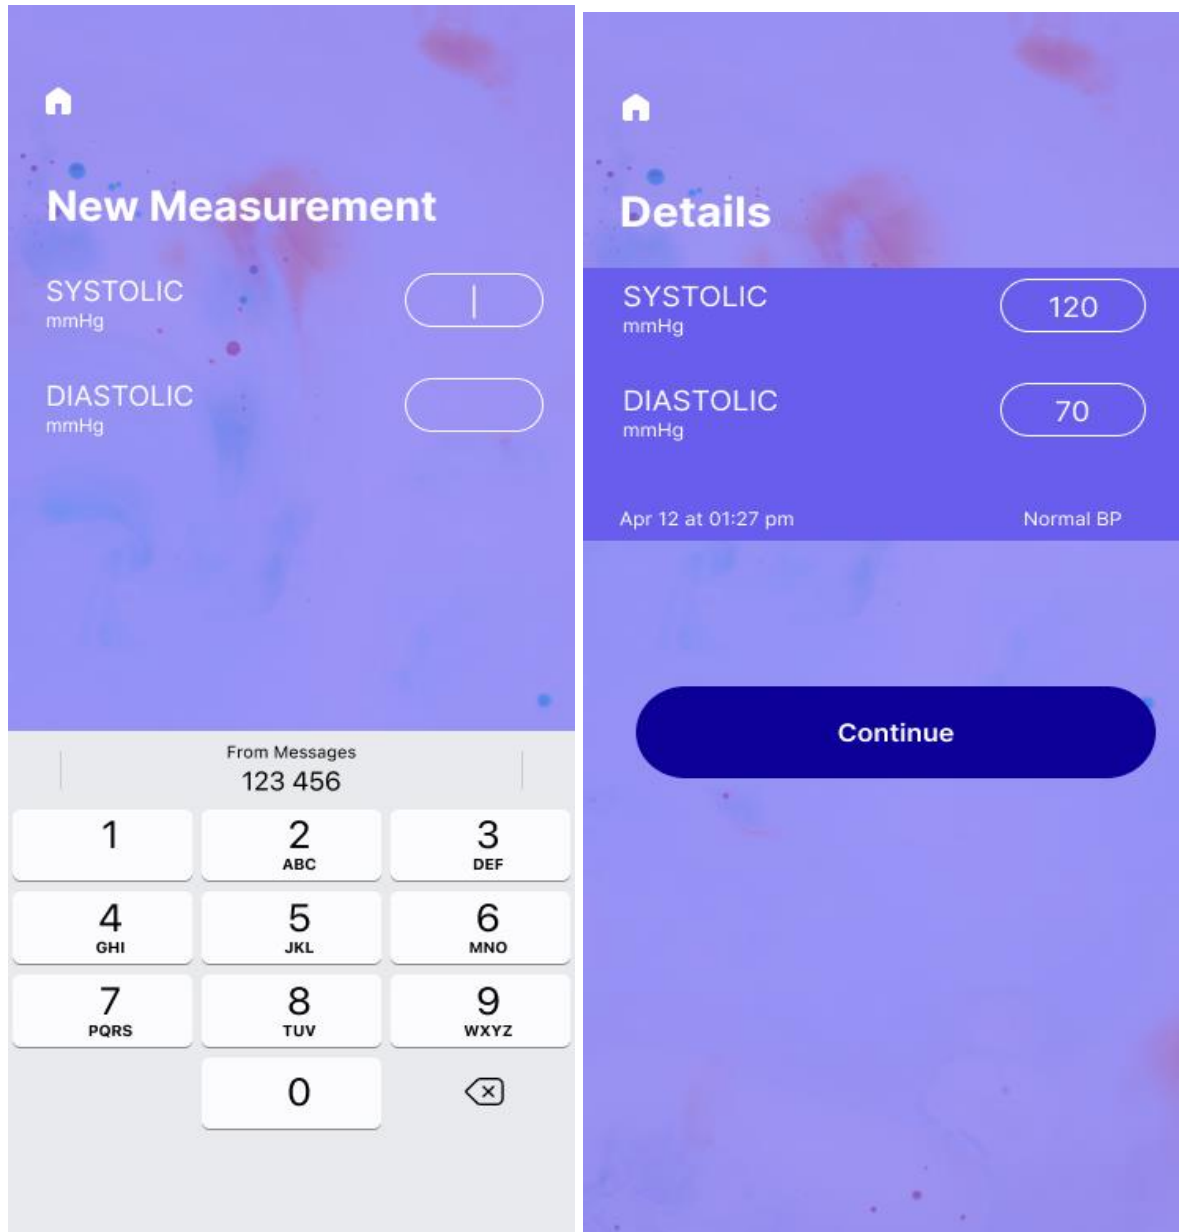 New Measurement
SYSTOLIC
mmHg
DIASTOLIC
mmHg
From Messages
123 456
1
2
ABC
3
DEF
4
GHI
5
JKL
6
MNO
7
PQRS
8
TUV
9
WXYZ
0
Details
SYSTOLIC
mmHg
120
DIASTOLIC
mmHg
70
Apr 12 at 01:27 pm
Normal BP
Continue